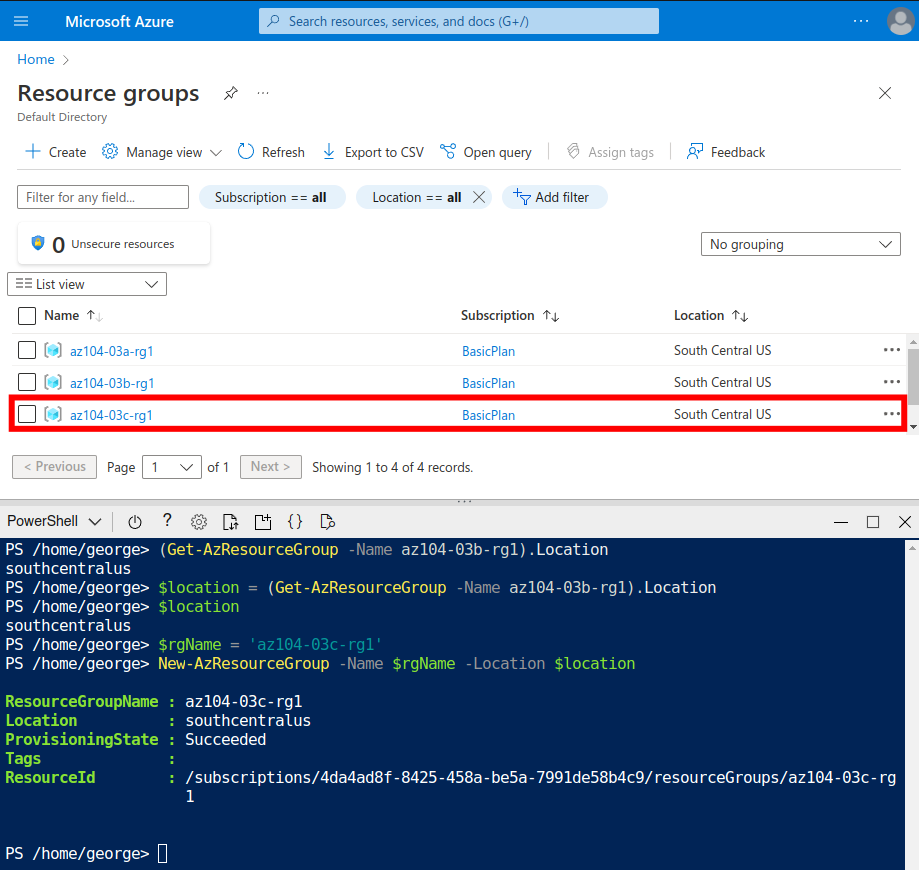 Microsoft Azure
Search resources, services, and docs (G+/)
...
Home >
Resource groups ...
Default Directory
Create Manage view Refresh Export to CSV Open query Assign tags Feedback
Filter for any field... Subscription == all Location == all Add filter
0 Unsecure resources
No grouping
List view
Name Subscription Location
az104-03a-rg1 BasicPlan South Central US ...
az104-03b-rg1 BasicPlan South Central US ...
az104-03c-rg1 BasicPlan South Central US ...
< Previous Page 1 of 1 Next > Showing 1 to 4 of 4 records.
PowerShell ? {}
PS /home/george> (Get-AzResourceGroup -Name az104-03b-rg1).Location
southcentralus
PS /home/george> $location = (Get-AzResourceGroup -Name az104-03b-rg1).Location
PS /home/george> $location
southcentralus
PS /home/george> $rgName = 'az104-03c-rg1'
PS /home/george> New-AzResourceGroup -Name $rgName -Location $location
ResourceGroupName : az104-03c-rg1
Location : southcentralus
ProvisioningState : Succeeded
Tags :
ResourceId : /subscriptions/4da4ad8f-8425-458a-be5a-7991de58b4c9/resourceGroups/az104-03c-rg
1
PS /home/george>